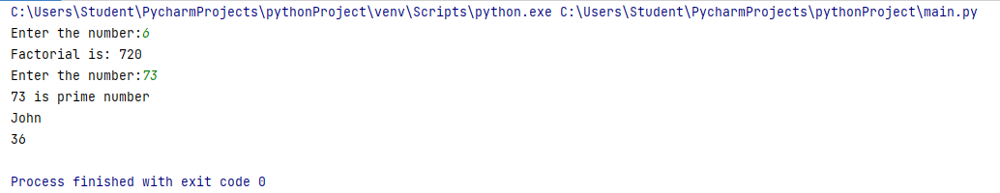 C:\Users\Student\PycharmProjects\pythonProject\venv\Scripts\python.exe C:\Users\Student\PycharmProjects\pythonProject\main.py
Enter the number:6
Factorial is: 720
Enter the number:73
73 is prime number
John
36
Process finished with exit code 0